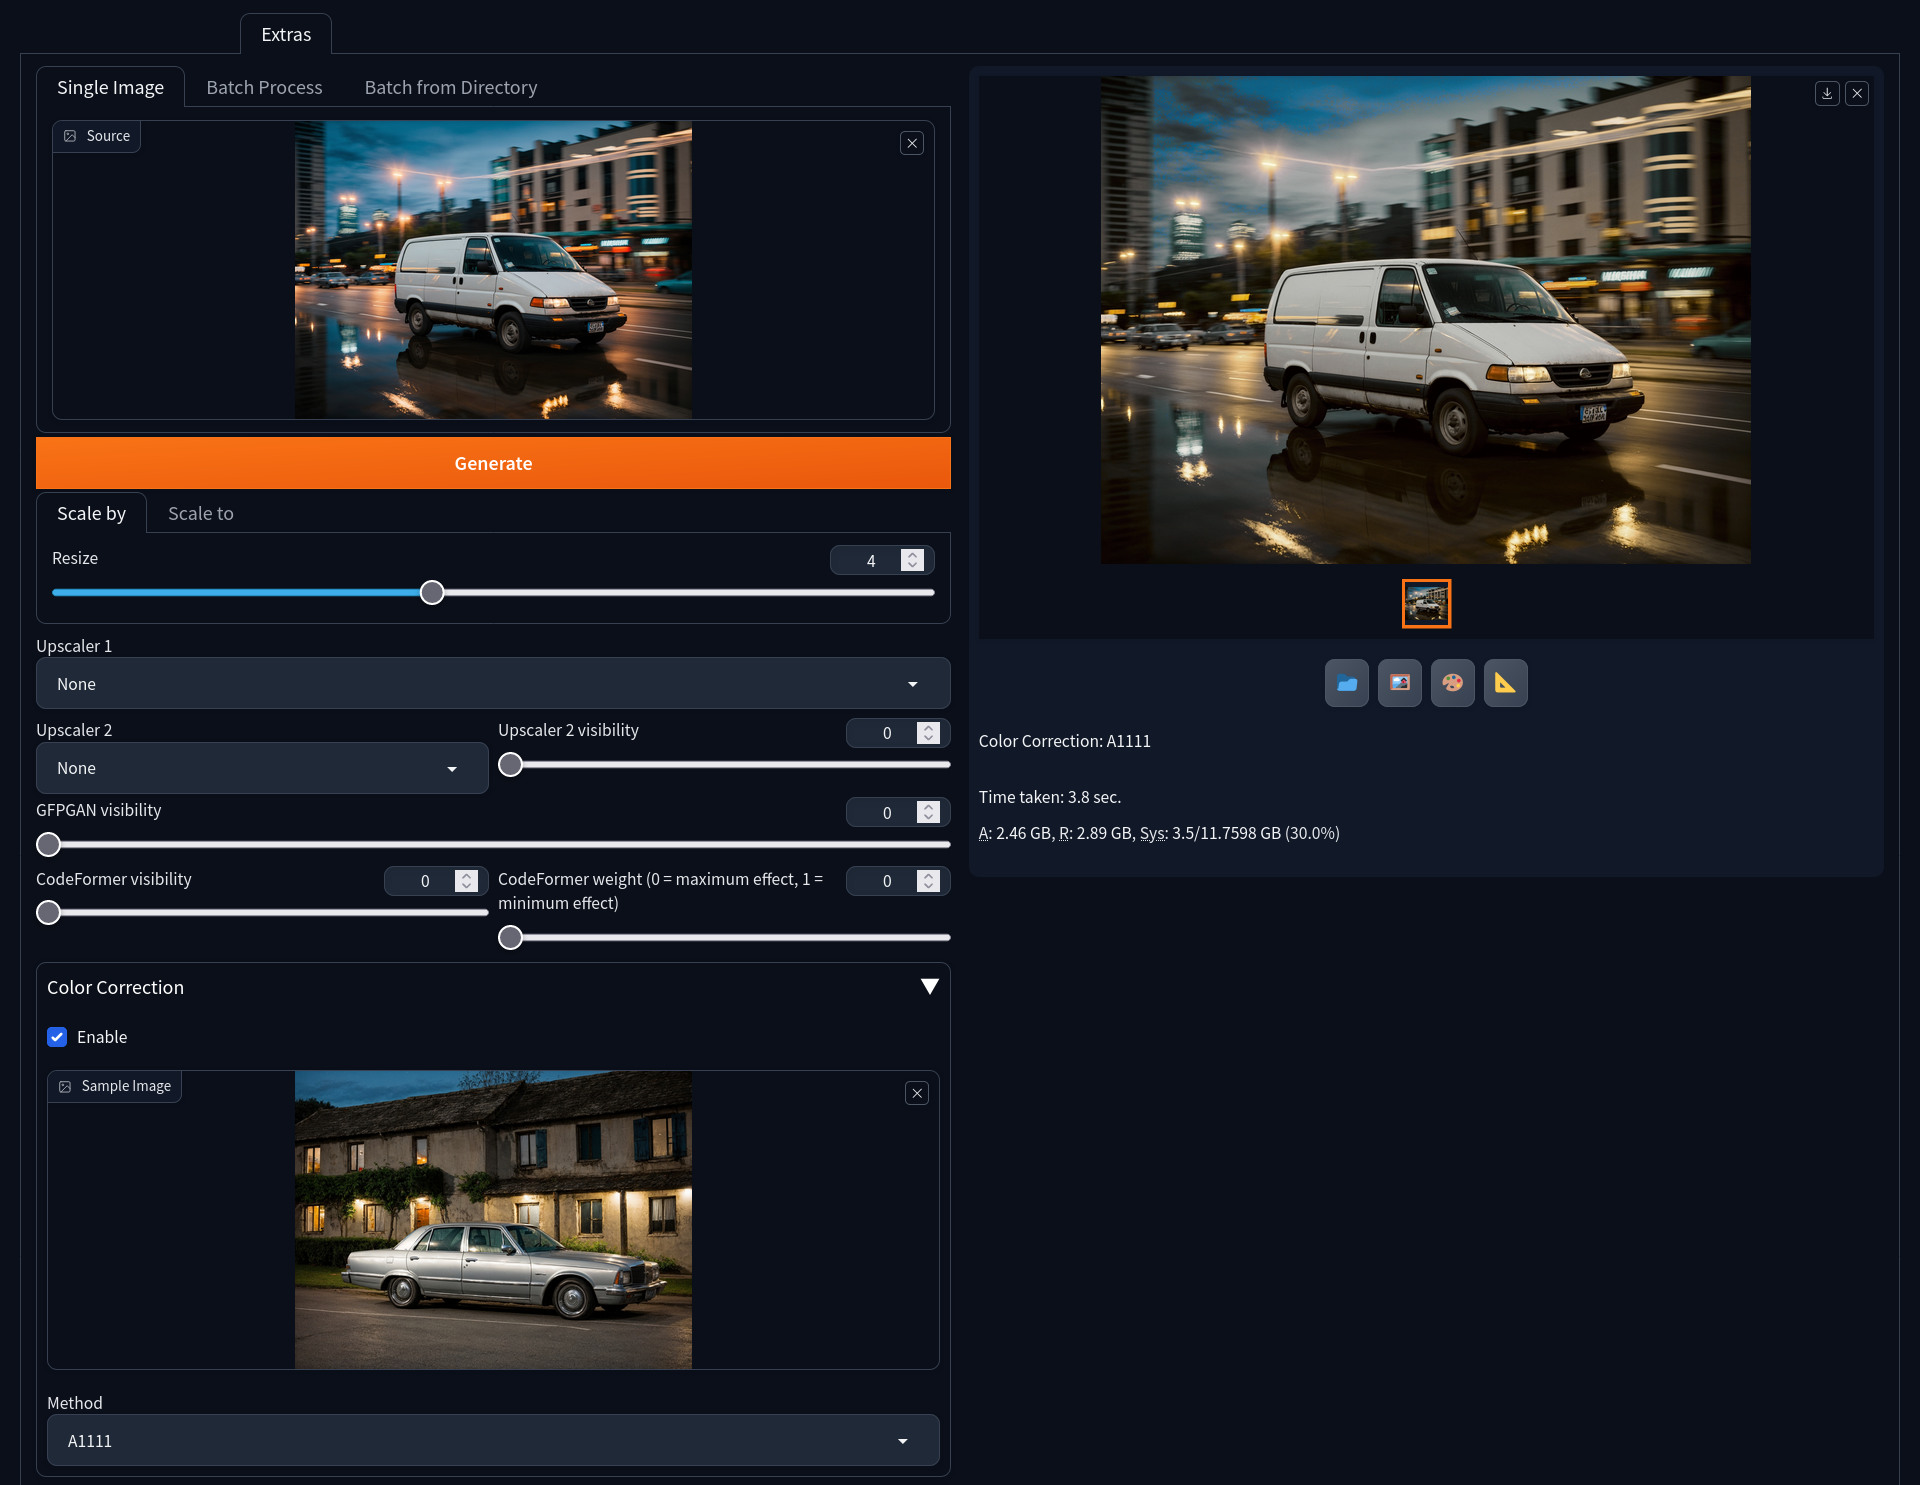 Extras
Single Image
Batch Process
Batch from Directory
Source
Generate
Scale by
Scale to
Resize
4
Upscaler 1
None
Upscaler 2
None
Upscaler 2 visibility
0
GFPGAN visibility
0
CodeFormer visibility
0
CodeFormer weight (0 = maximum effect, 1 =
minimum effect)
0
Color Correction
Enable
Sample Image
Method
A1111
Color Correction: A1111
Time taken: 3.8 sec.
A: 2.46 GB, R: 2.89 GB, Sys: 3.5/11.7598 GB (30.0%)